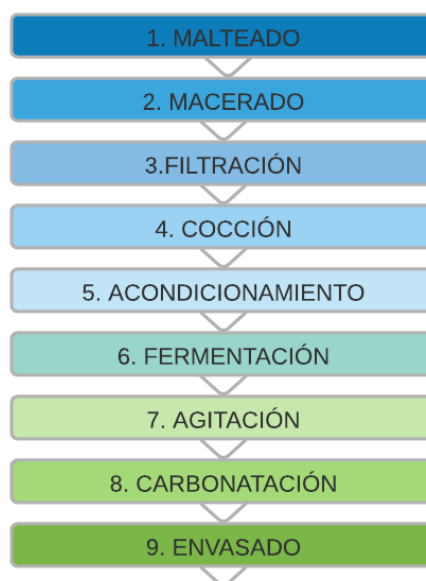 1. MALTEADO
2. MACERADO
3.FILTRACIÓN
4. COCCIÓN
5. ACONDICIONAMIENTO
6. FERMENTACIÓN
7. AGITACIÓN
8. CARBONATACIÓN
9. ENVASADO